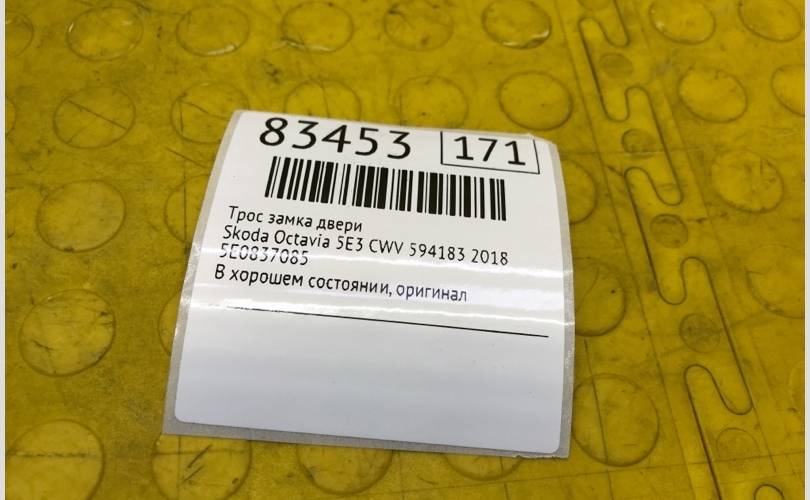 83453 171
Трос замка двери
Skoda Octavia 5E3 CWV 594183 2018
5E0837085
В хорошем состоянии, оригинал